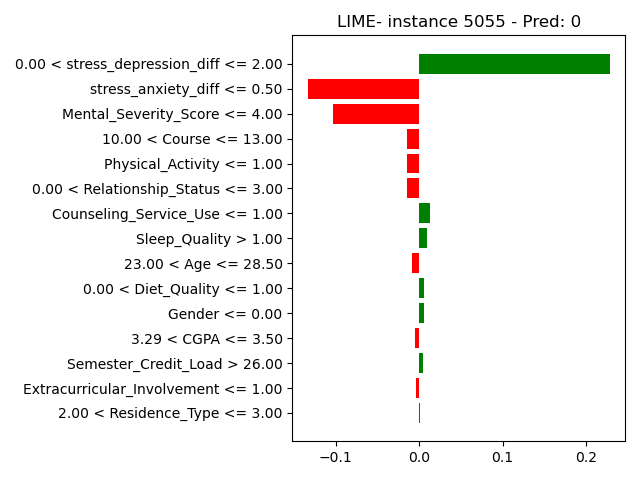 LIME- instance 5055 - Pred: 0
0.00 < stress_depression_diff <= 2.00
stress_anxiety_diff <= 0.50
Mental_Severity_Score <= 4.00
10.00 < Course <= 13.00
Physical_Activity <= 1.00
0.00 < Relationship_Status <= 3.00
Counseling_Service_Use <= 1.00
Sleep_Quality > 1.00
23.00 < Age <= 28.50
0.00 < Diet_Quality <= 1.00
Gender <= 0.00
3.29 < CGPA <= 3.50
Semester_Credit_Load > 26.00
Extracurricular_Involvement <= 1.00
2.00 < Residence_Type <= 3.00
−0.1 0.0 0.1 0.2